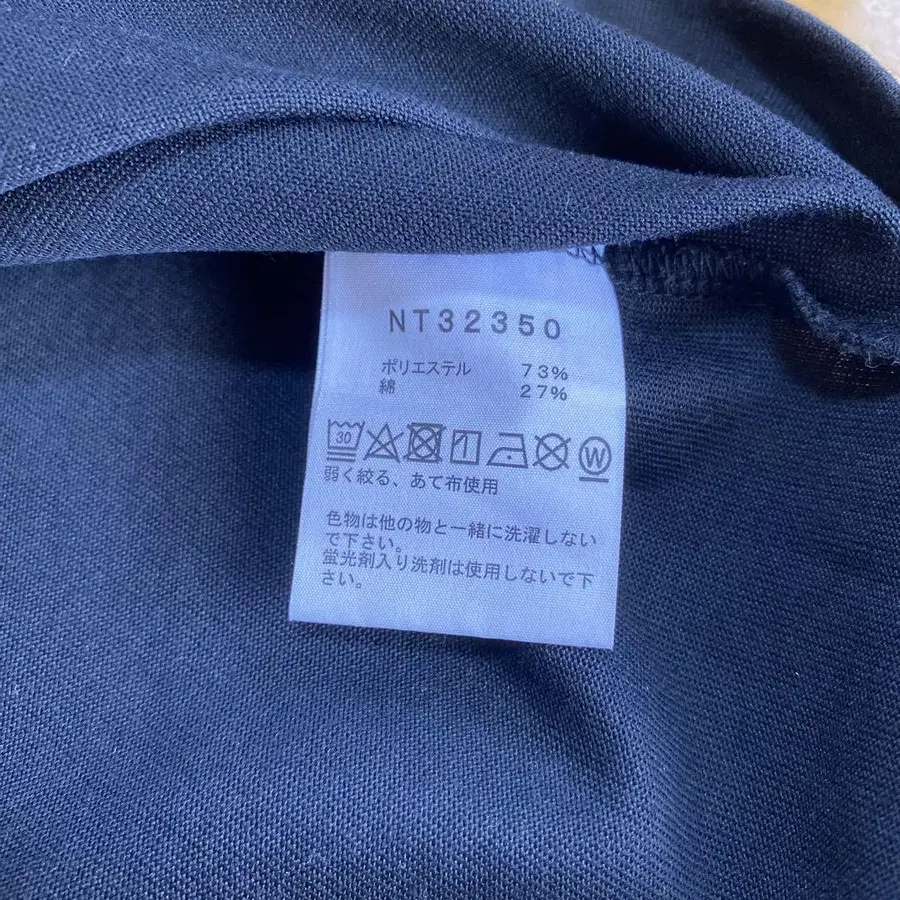 NT32350
ポリエステル 73%
綿 27%
30 W
弱く絞る、あて布使用
色物は他の物と一緒に洗濯しない
で下さい。
蛍光剤入り洗剤は使用しないで下
さい。